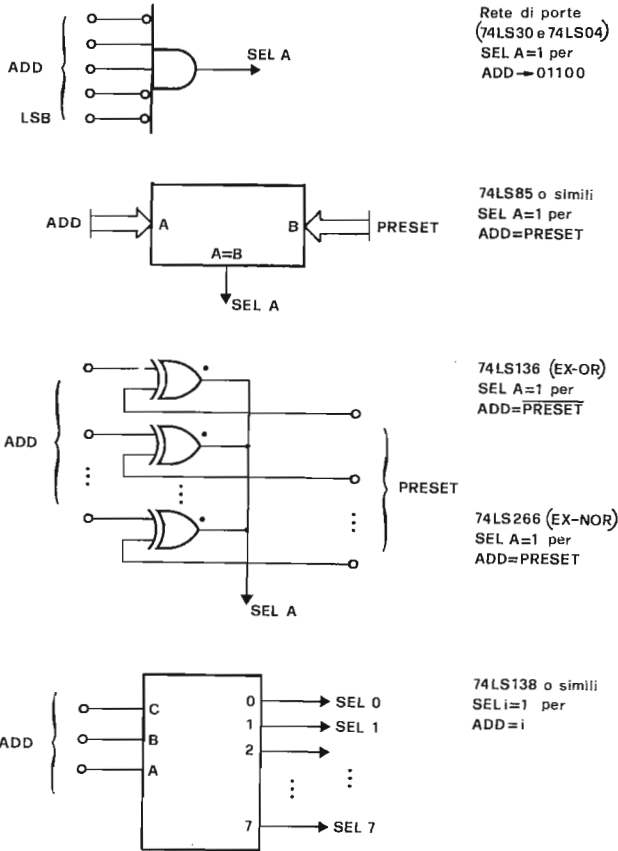 ADD
LSB
SEL A
Rete di porte
(74LS30 e 74LS04)
SEL A=1 per
ADD→01100
ADD
A
B
A=B
PRESET
SEL A
74LS85 o simili
SEL A=1 per
ADD=PRESET
ADD
PRESET
SEL A
74LS136 (EX-OR)
SEL A=1 per
ADD=P̅R̅E̅S̅E̅T̅
74LS266 (EX-NOR)
SEL A=1 per
ADD=PRESET
ADD
C
B
A
0
1
2
7
SEL 0
SEL 1
SEL 7
74LS138 o simili
SELi=1 per
ADD=i